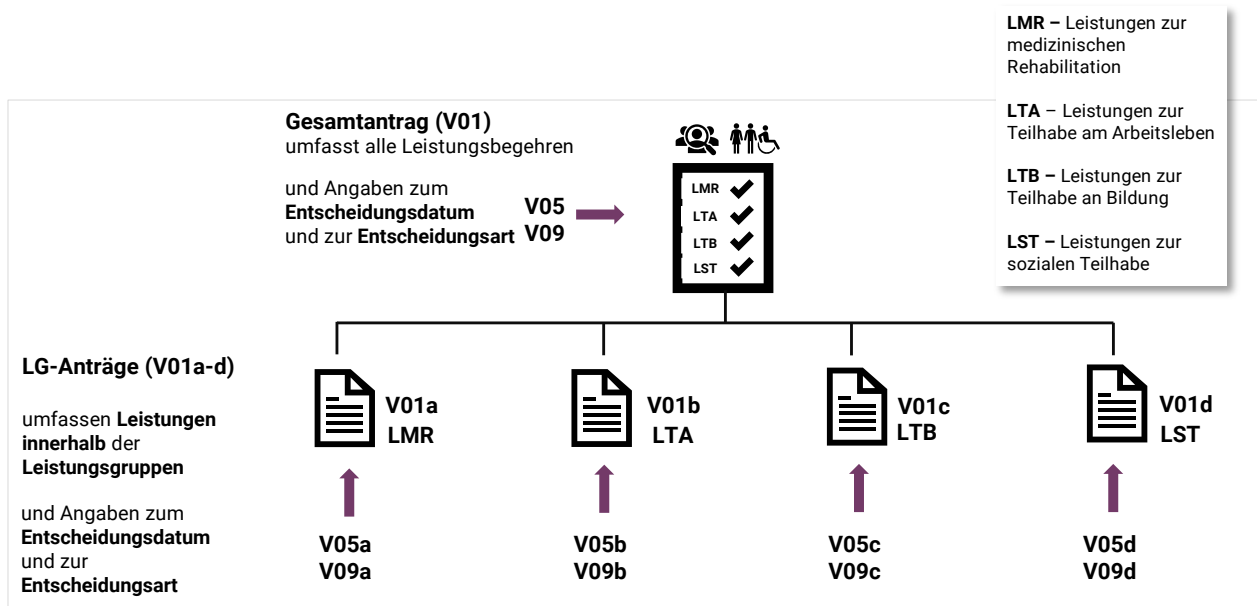 LMR – Leistungen zur
medizinischen
Rehabilitation
LTA – Leistungen zur
Teilhabe am Arbeitsleben
LTB – Leistungen zur
Teilhabe an Bildung
LST – Leistungen zur
sozialen Teilhabe
Gesamtantrag (V01)
umfasst alle Leistungsbegehren
und Angaben zum
Entscheidungsdatum V05
und zur Entscheidungsart V09
LMR
LTA
LTB
LST
LG-Anträge (V01a-d)
umfassen Leistungen
innerhalb der
Leistungsgruppen
und Angaben zum
Entscheidungsdatum
und zur
Entscheidungsart
V01a
LMR
V01b
LTA
V01c
LTB
V01d
LST
V05a
V09a
V05b
V09b
V05c
V09c
V05d
V09d